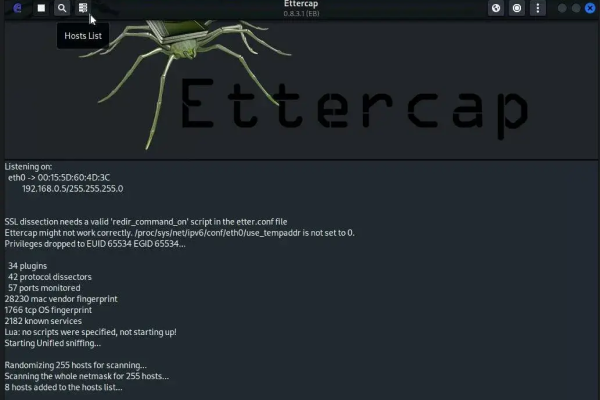 Ettercap
0.8.3.1 (EB)
Hosts List
Ettercap
Listening on:
eth0 -> 00:15:5D:60:4D:3C
192.168.0.5/255.255.255.0
SSL dissection needs a valid 'redir_command_on' script in the etter.conf file
Ettercap might not work correctly. /proc/sys/net/ipv6/conf/eth0/use_tempaddr is not set to 0.
Privileges dropped to EUID 65534 EGID 65534...
34 plugins
42 protocol dissectors
57 ports monitored
28230 mac vendor fingerprint
1766 tcp OS fingerprint
2182 known services
Lua: no scripts were specified, not starting up!
Starting Unified sniffing...
Randomizing 255 hosts for scanning...
Scanning the whole netmask for 255 hosts...
8 hosts added to the hosts list...